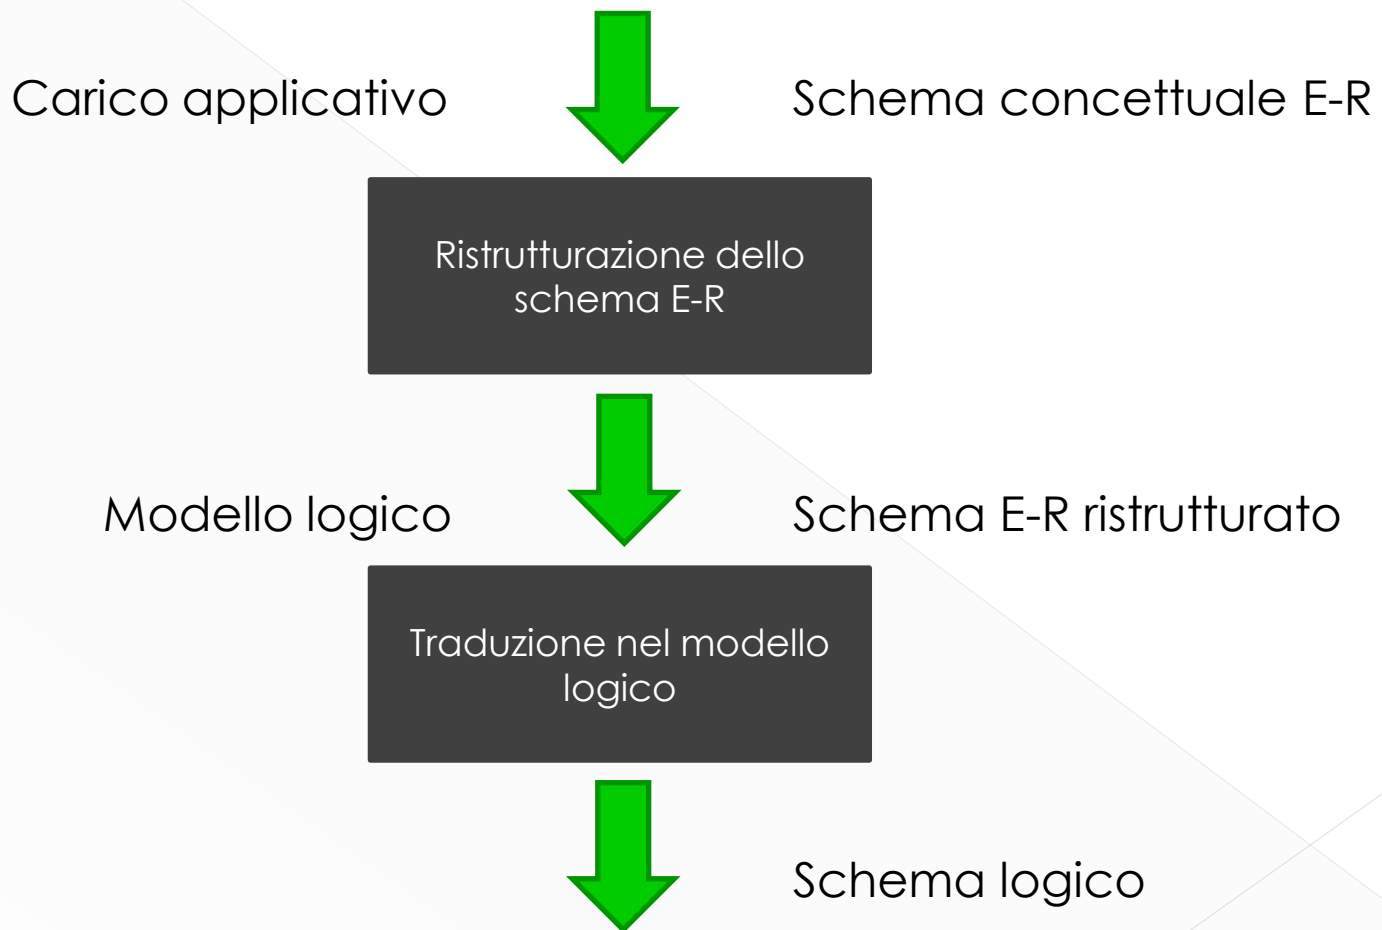 Carico applicativo
Schema concettuale E-R
Ristrutturazione dello
schema E-R
Modello logico
Schema E-R ristrutturato
Traduzione nel modello
logico
Schema logico